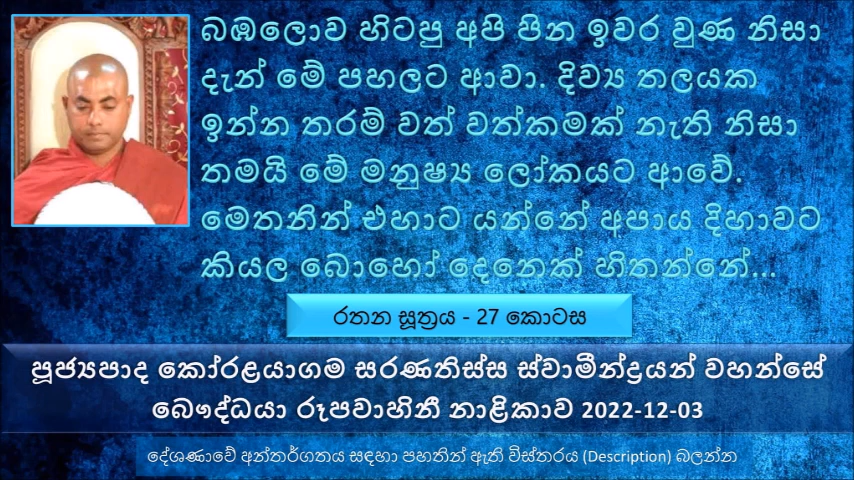 බඹලොව හිටපු අපි පින ඉවර වුණ නිසා
දැන් මේ පහලට ආවා. දිව්‍ය තලයක
ඉන්න තරම් වත් වත්කමක් නැති නිසා
තමයි මේ මනුෂ්‍ය ලෝකයට ආවේ.
මෙතනින් එහාට යන්නේ අපාය දිහාවට
කියල බොහෝ දෙනෙක් හිතන්නේ...
රතන සූත්‍රය - 27 කොටස
පූජ්‍යපාද කෝරළයාගම සරණතිස්ස ස්වාමීන්ද්‍රයන් වහන්සේ
බෞද්ධයා රූපවාහිනී නාළිකාව 2022-12-03
දේශණාවේ අන්තර්ගතය සඳහා පහතින් ඇති විස්තරය (Description) බලන්න